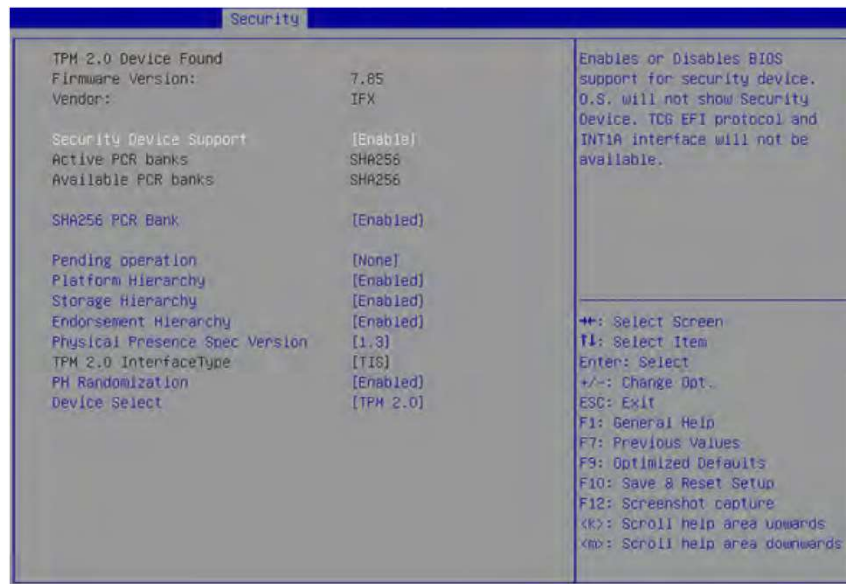 Security
TPM 2.0 Device Found
Firmware Version: 7.85
Vendor: IFX
Security Device Support [Enable]
Active PCR banks SHA256
Available PCR banks SHA256
SHA256 PCR Bank [Enabled]
Pending operation [None]
Platform Hierarchy [Enabled]
Storage Hierarchy [Enabled]
Endorsement Hierarchy [Enabled]
Physical Presence Spec Version [1.3]
TPM 2.0 InterfaceType [TIS]
PH Randomization [Enabled]
Device Select [TPM 2.0]
Enables or Disables BIOS
support for security device.
O.S. will not show Security
Device. TCG EFI protocol and
INT1A interface will not be
available.
→←: Select Screen
↑↓: Select Item
Enter: Select
+/-: Change Opt.
ESC: Exit
F1: General Help
F7: Previous Values
F9: Optimized Defaults
F10: Save & Reset Setup
F12: Screenshot capture
<k>: Scroll help area upwards
<m>: Scroll help area downwards